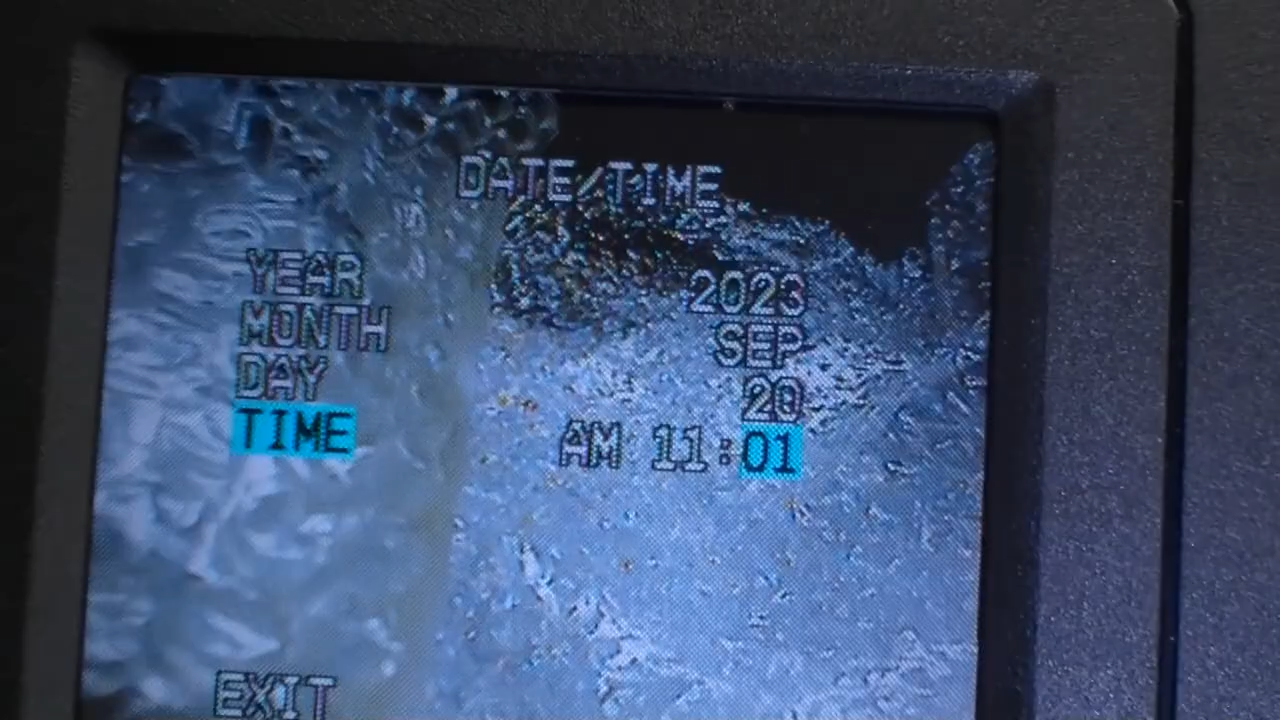 DATE/TIME
YEAR 2023
MONTH SEP
DAY 20
TIME AM 11:01
EXIT